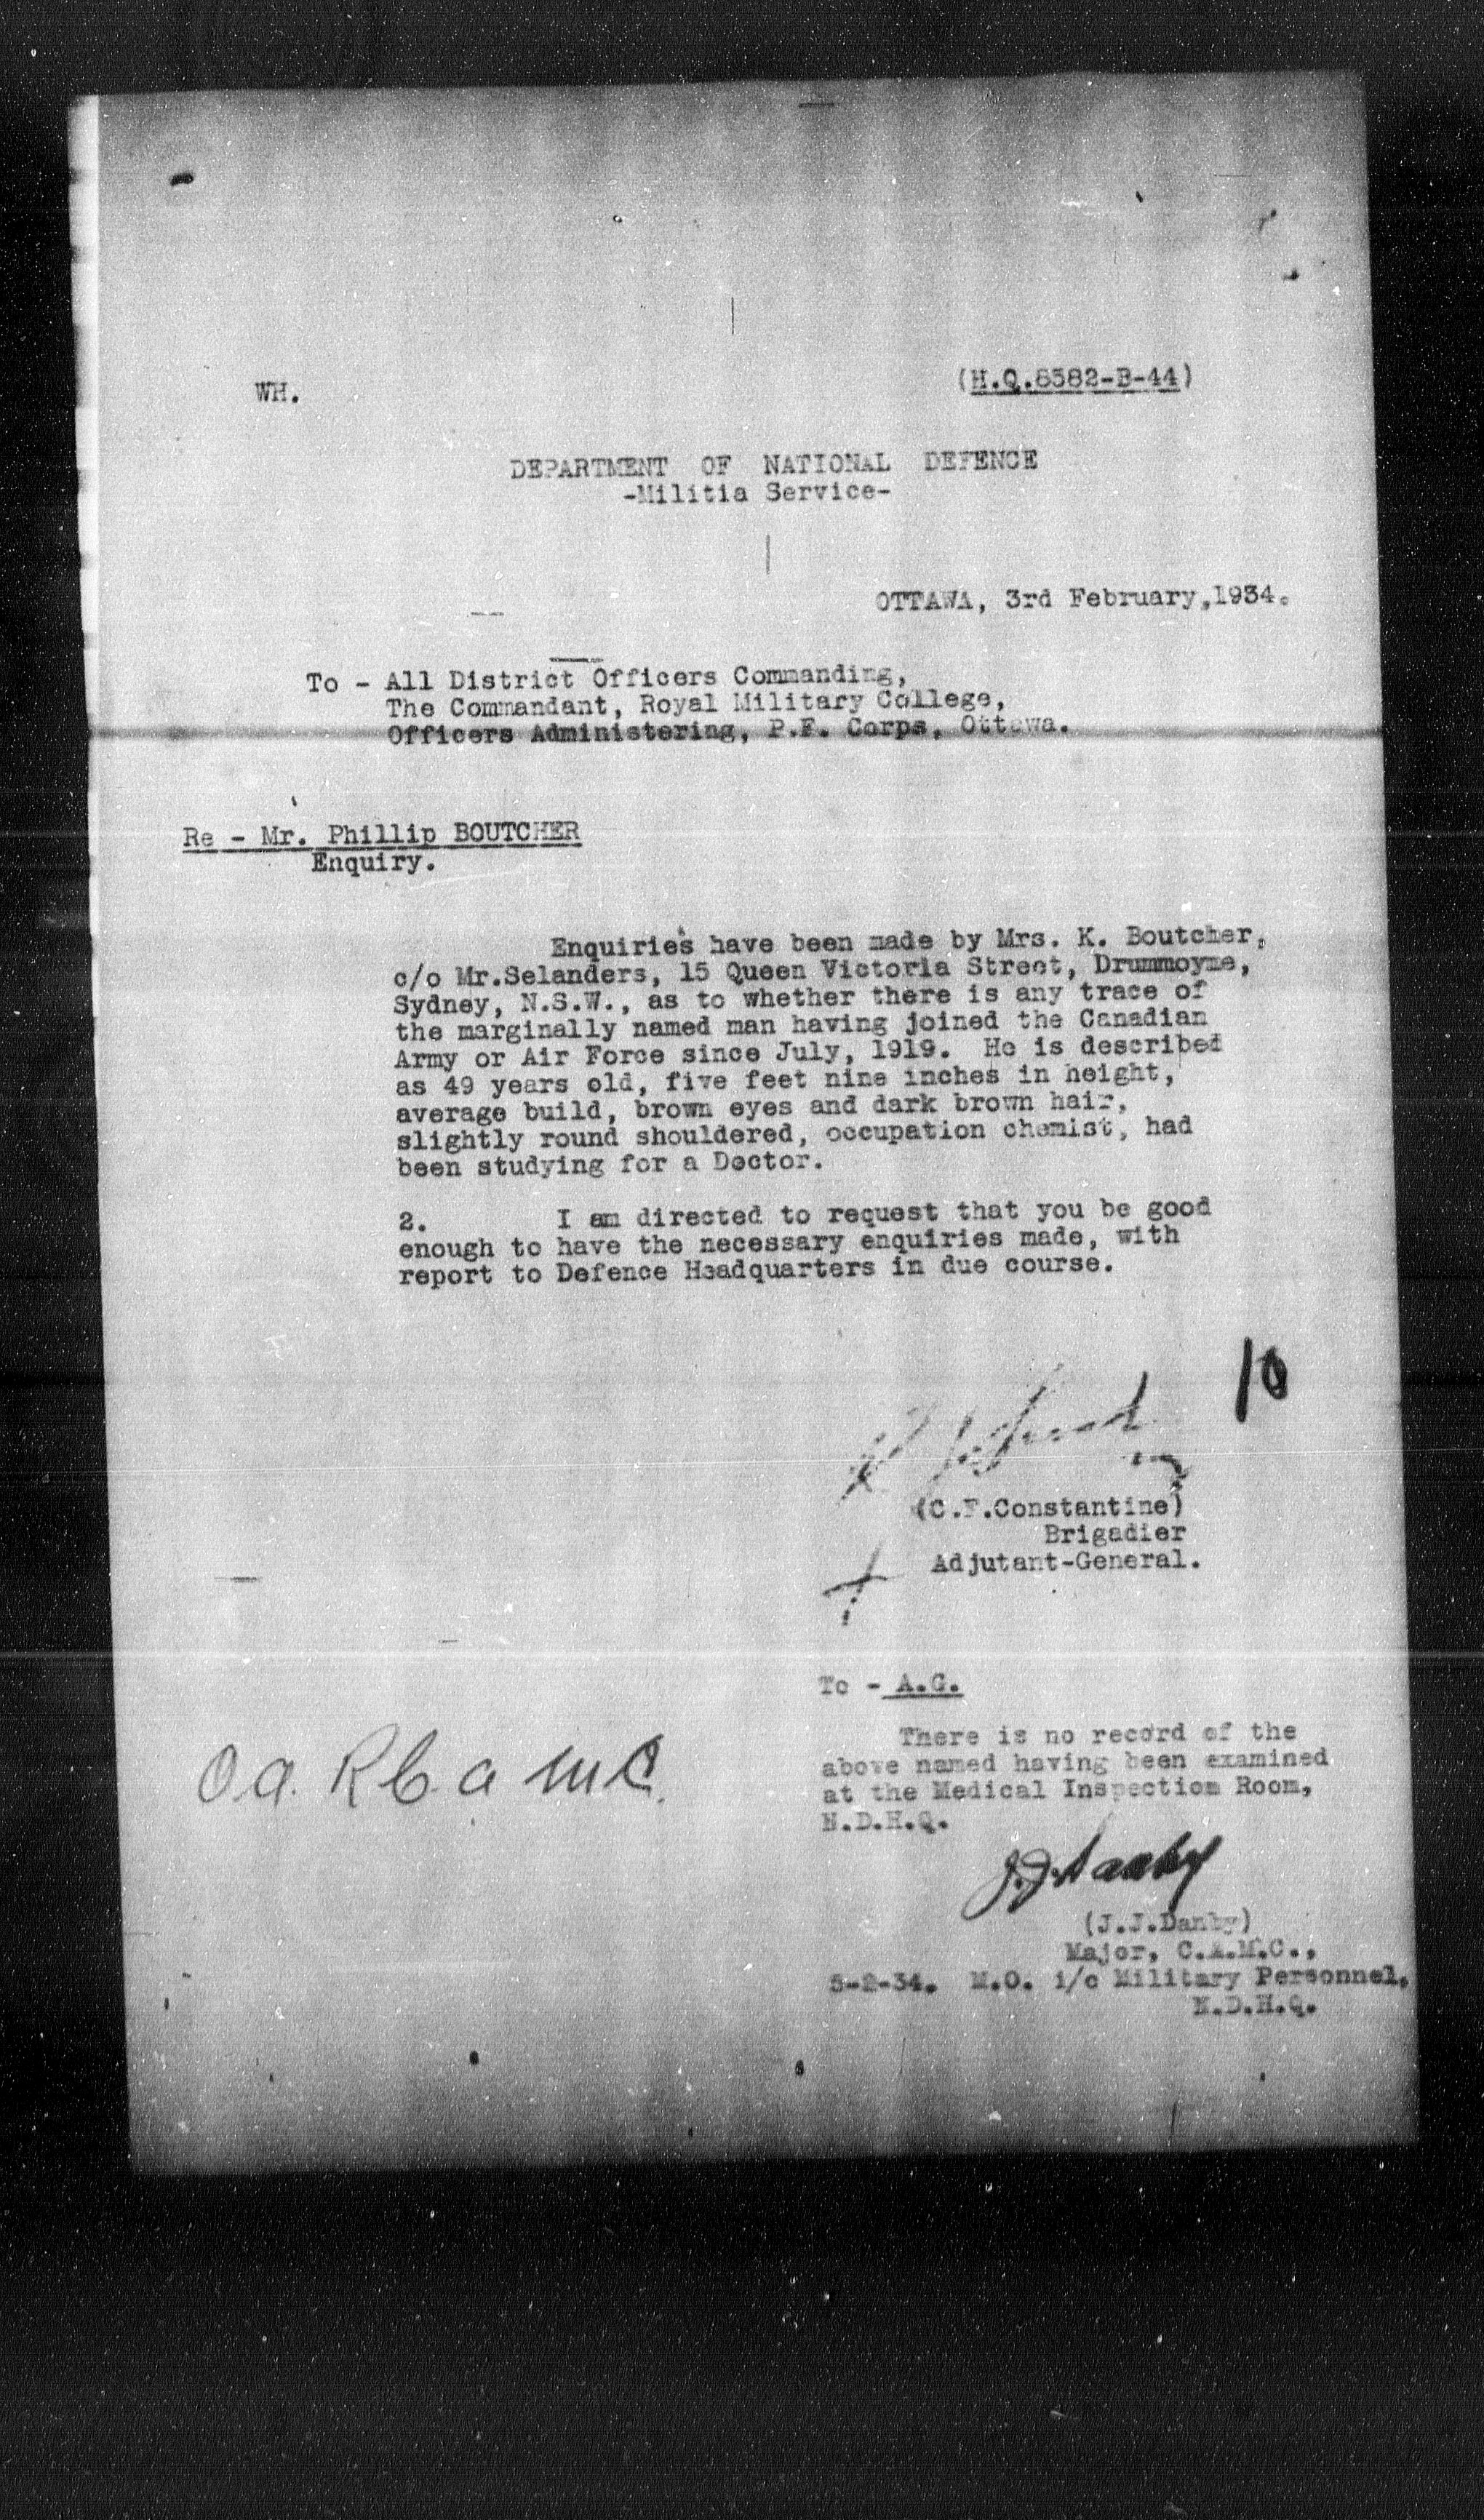 WH.
(H.Q.8582-B-44)
DEPARTMENT OF NATIONAL DEFENCE
-Militia Service-
OTTAWA, 3rd February,1934.
To - All District Officers Commanding,
The Commandant, Royal Military College,
Officers Administering, P.F. Corps, Ottawa.
Re - Mr. Phillip BOUTCHER
Enquiry.
Enquiries have been made by Mrs. K. Boutcher,
c/o Mr.Selanders, 15 Queen Victoria Street, Drummoyne,
Sydney, N.S.W., as to whether there is any trace of
the marginally named man having joined the Canadian
Army or Air Force since July, 1919. He is described
as 49 years old, five feet nine inches in height,
average build, brown eyes and dark brown hair,
slightly round shouldered, occupation chemist, had
been studying for a Doctor.
2. I am directed to request that you be good
enough to have the necessary enquiries made, with
report to Defence Headquarters in due course.
10
(C.F.Constantine)
Brigadier
Adjutant-General.
To - A.G.
There is no record of the
above named having been examined
at the Medical Inspection Room,
N.D.H.Q.
O.a. R.C.a.m.C.
J.J.Danby
(J.J.Danby)
Major, C.A.M.C.,
5-2-34. M.O. i/c Military Personnel,
N.D.H.Q.